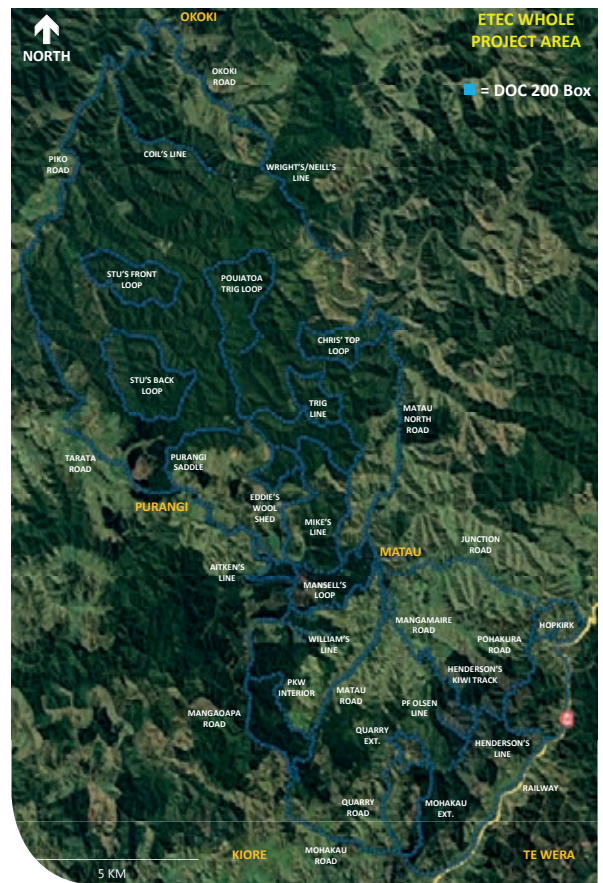 OKOKI
ETEC WHOLE
PROJECT AREA
NORTH
= DOC 200 Box
OKOKI
ROAD
COIL'S LINE
PIKO
ROAD
WRIGHT'S/NEILL'S
LINE
STU'S FRONT
LOOP
POUIATOA
TRIG LOOP
CHRIS' TOP
LOOP
STU'S BACK
LOOP
TRIG
LINE
MATAU
NORTH
ROAD
TARATA
ROAD
PURANGI
SADDLE
EDDIE'S
WOOL
SHED
PURANGI
MIKE'S
LINE
JUNCTION
ROAD
MATAU
AITKEN'S
LINE
MANSELL'S
LOOP
MANGAMAIRE
ROAD
HOPKIRK
WILLIAM'S
LINE
POHAKURA
ROAD
HENDERSON'S
KIWI TRACK
PKW
INTERIOR
MATAU
ROAD
PF OLSEN
LINE
MANGAOAPA
ROAD
QUARRY
EXT.
HENDERSON'S
LINE
RAILWAY
QUARRY
ROAD
MOHAKAU
EXT.
KIORE
MOHAKAU
ROAD
TE WERA
5 KM